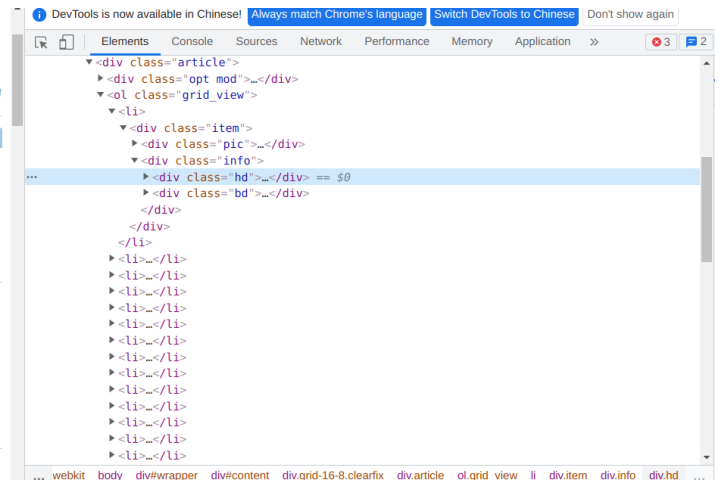 DevTools is now available in Chinese! Always match Chrome's language Switch DevTools to Chinese Don't show again
Elements Console Sources Network Performance Memory Application » 3 2
▼<div class="article">
▶<div class="opt mod">…</div>
▼<ol class="grid_view">
▼<li>
▼<div class="item">
▶<div class="pic">…</div>
▼<div class="info">
… ▶<div class="hd">…</div> == $0
▶<div class="bd">…</div>
</div>
</div>
</li>
▶<li>…</li>
▶<li>…</li>
▶<li>…</li>
▶<li>…</li>
▶<li>…</li>
▶<li>…</li>
▶<li>…</li>
▶<li>…</li>
▶<li>…</li>
▶<li>…</li>
▶<li>…</li>
▶<li>…</li>
▶<li>…</li>
… webkit body div#wrapper div#content div.grid-16-8.clearfix div.article ol.grid_view li div.item div.info div.hd …